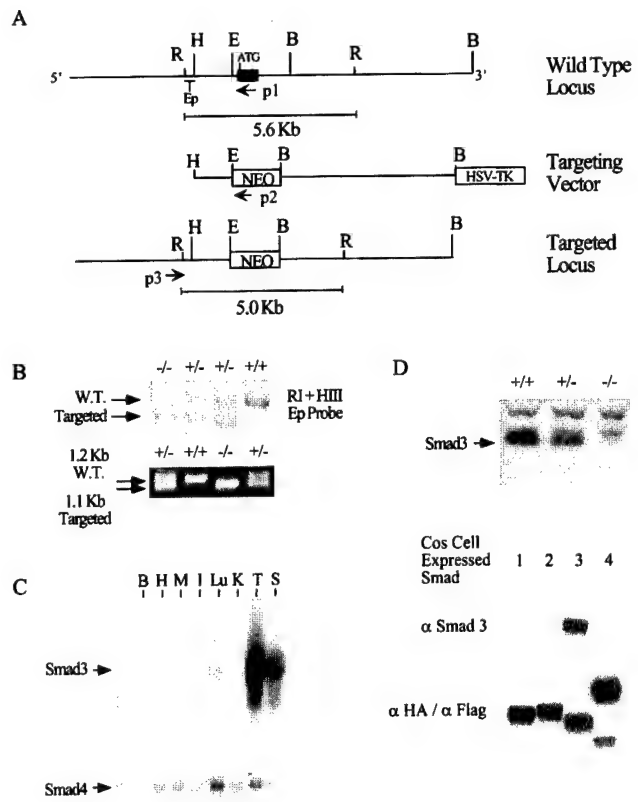 A
R H E ATG B R B
5' 3'
Ep p1
5.6 Kb
Wild Type
Locus
H E B B
NEO HSV-TK
p2
Targeting
Vector
R H E B R B
NEO
p3
5.0 Kb
Targeted
Locus
B
-/- +/- +/- +/+
W.T.
Targeted
RI + HIII
Ep Probe
1.2 Kb
W.T.
+/- +/+ -/- +/-
1.1 Kb
Targeted
C
B H M I Lu K T S
Smad3
Smad4
D
+/+ +/- -/-
Smad3
Cos Cell
Expressed
Smad
1 2 3 4
α Smad 3
α HA / α Flag